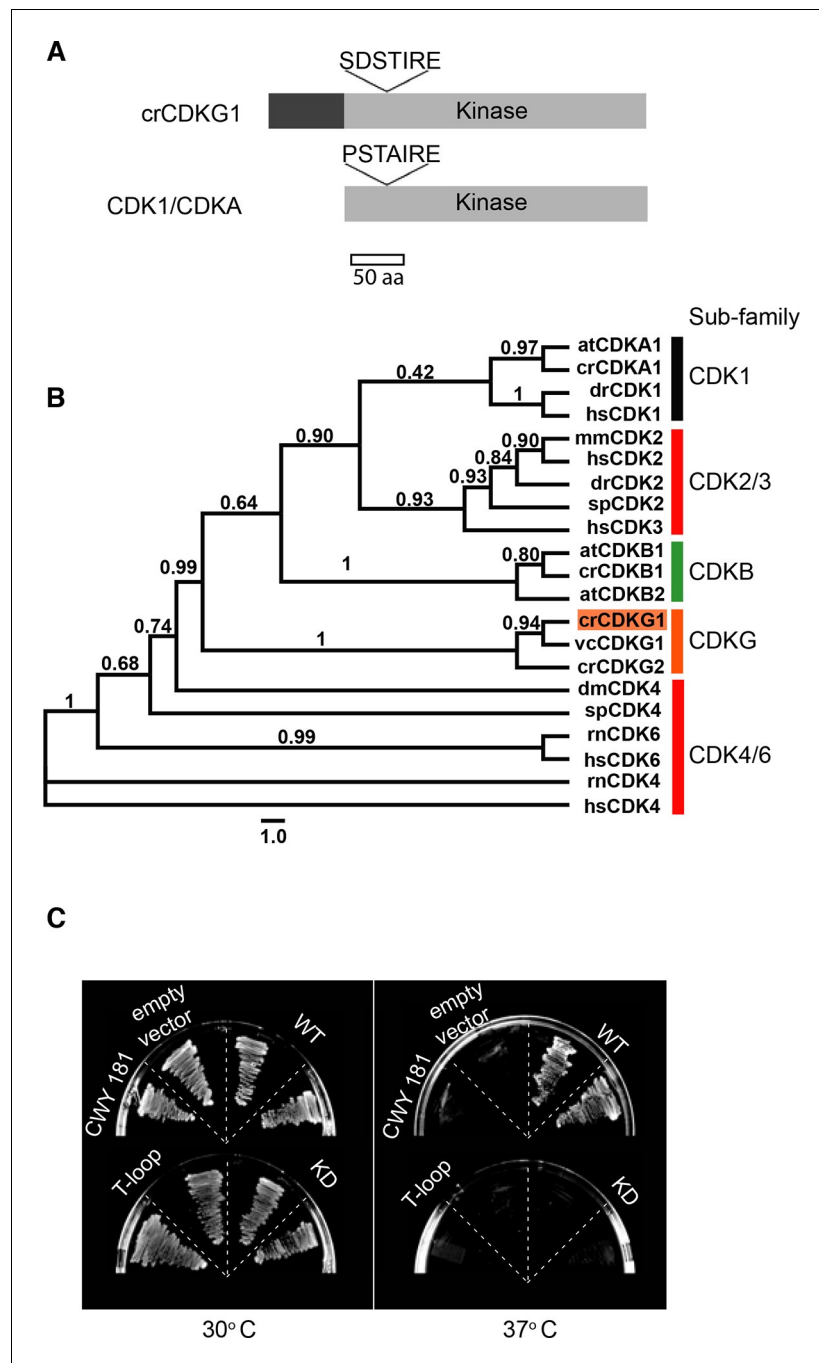 A
SDSTIRE
crCDKG1
Kinase
PSTAIRE
CDK1/CDKA
Kinase
50 aa
B
Sub-family
0.97
atCDKA1
crCDKA1
CDK1
0.42
1
drCDK1
hsCDK1
0.90
0.90
mmCDK2
0.84
hsCDK2
0.93
drCDK2
CDK2/3
0.93
spCDK2
hsCDK3
0.64
0.80
atCDKB1
1
crCDKB1
CDKB
atCDKB2
0.99
0.94
crCDKG1
0.74
1
vcCDKG1
CDKG
crCDKG2
0.68
dmCDK4
1
spCDK4
0.99
rnCDK6
hsCDK6
CDK4/6
rnCDK4
hsCDK4
1.0
C
CWY 181
empty
vector
WT
T-loop
KD
CWY 181
empty
vector
WT
T-loop
KD
30º C
37º C